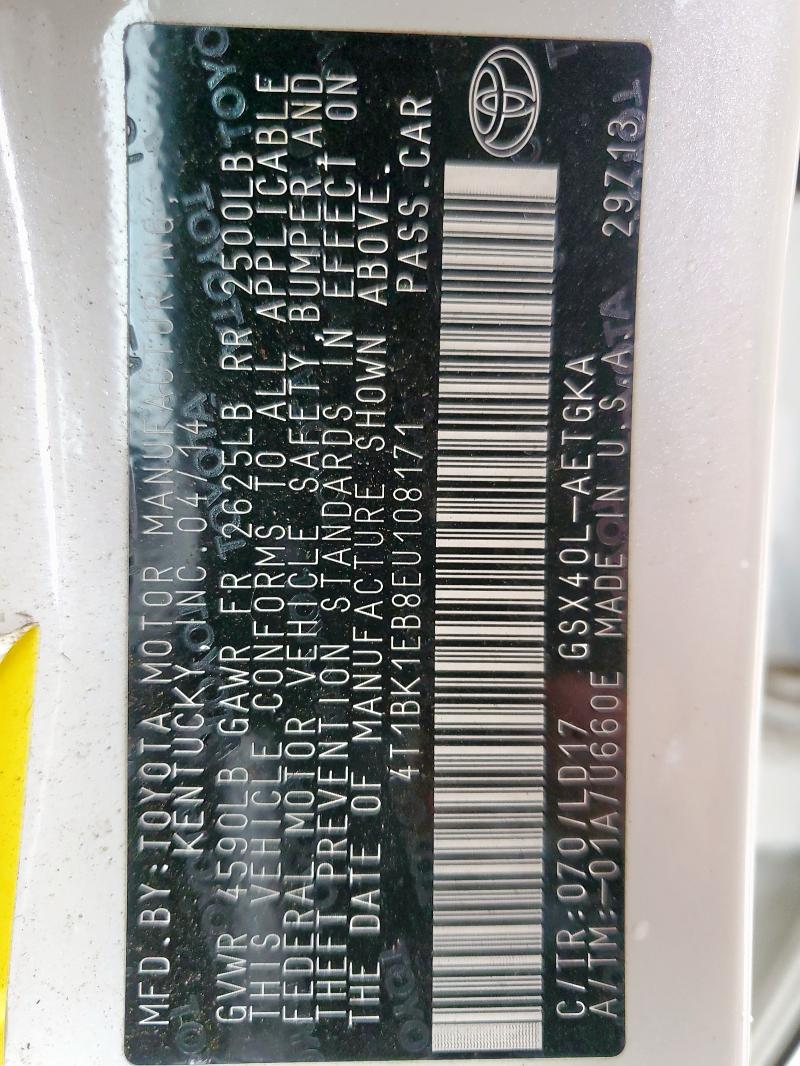 MFD.BY:TOYOTA MOTOR MANUFACTURING,
KENTUCKY,INC.04/14
GVWR 4590LB GAWR FR 2625LB RR 2500LB
THIS VEHICLE CONFORMS TO ALL APPLICABLE
FEDERAL MOTOR VEHICLE SAFETY,BUMPER,AND
THEFT PREVENTION STANDARDS IN EFFECT ON
THE DATE OF MANUFACTURE SHOWN ABOVE.
4T1BK1EB8EU108171 PASS.CAR
C/TR:070/LD17 GSX40L-AETGKA
A/TM:-01A/U660E MADE IN U.S.A. 29Z13